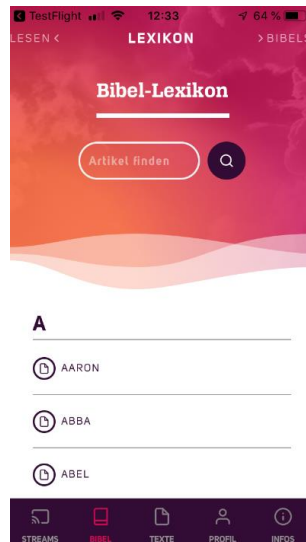 TestFlight 12:33 64 %
LESEN < LEXIKON > BIBELS
Bibel-Lexikon
Artikel finden
A
AARON
ABBA
ABEL
STREAMS BIBEL TEXTE PROFIL INFOS